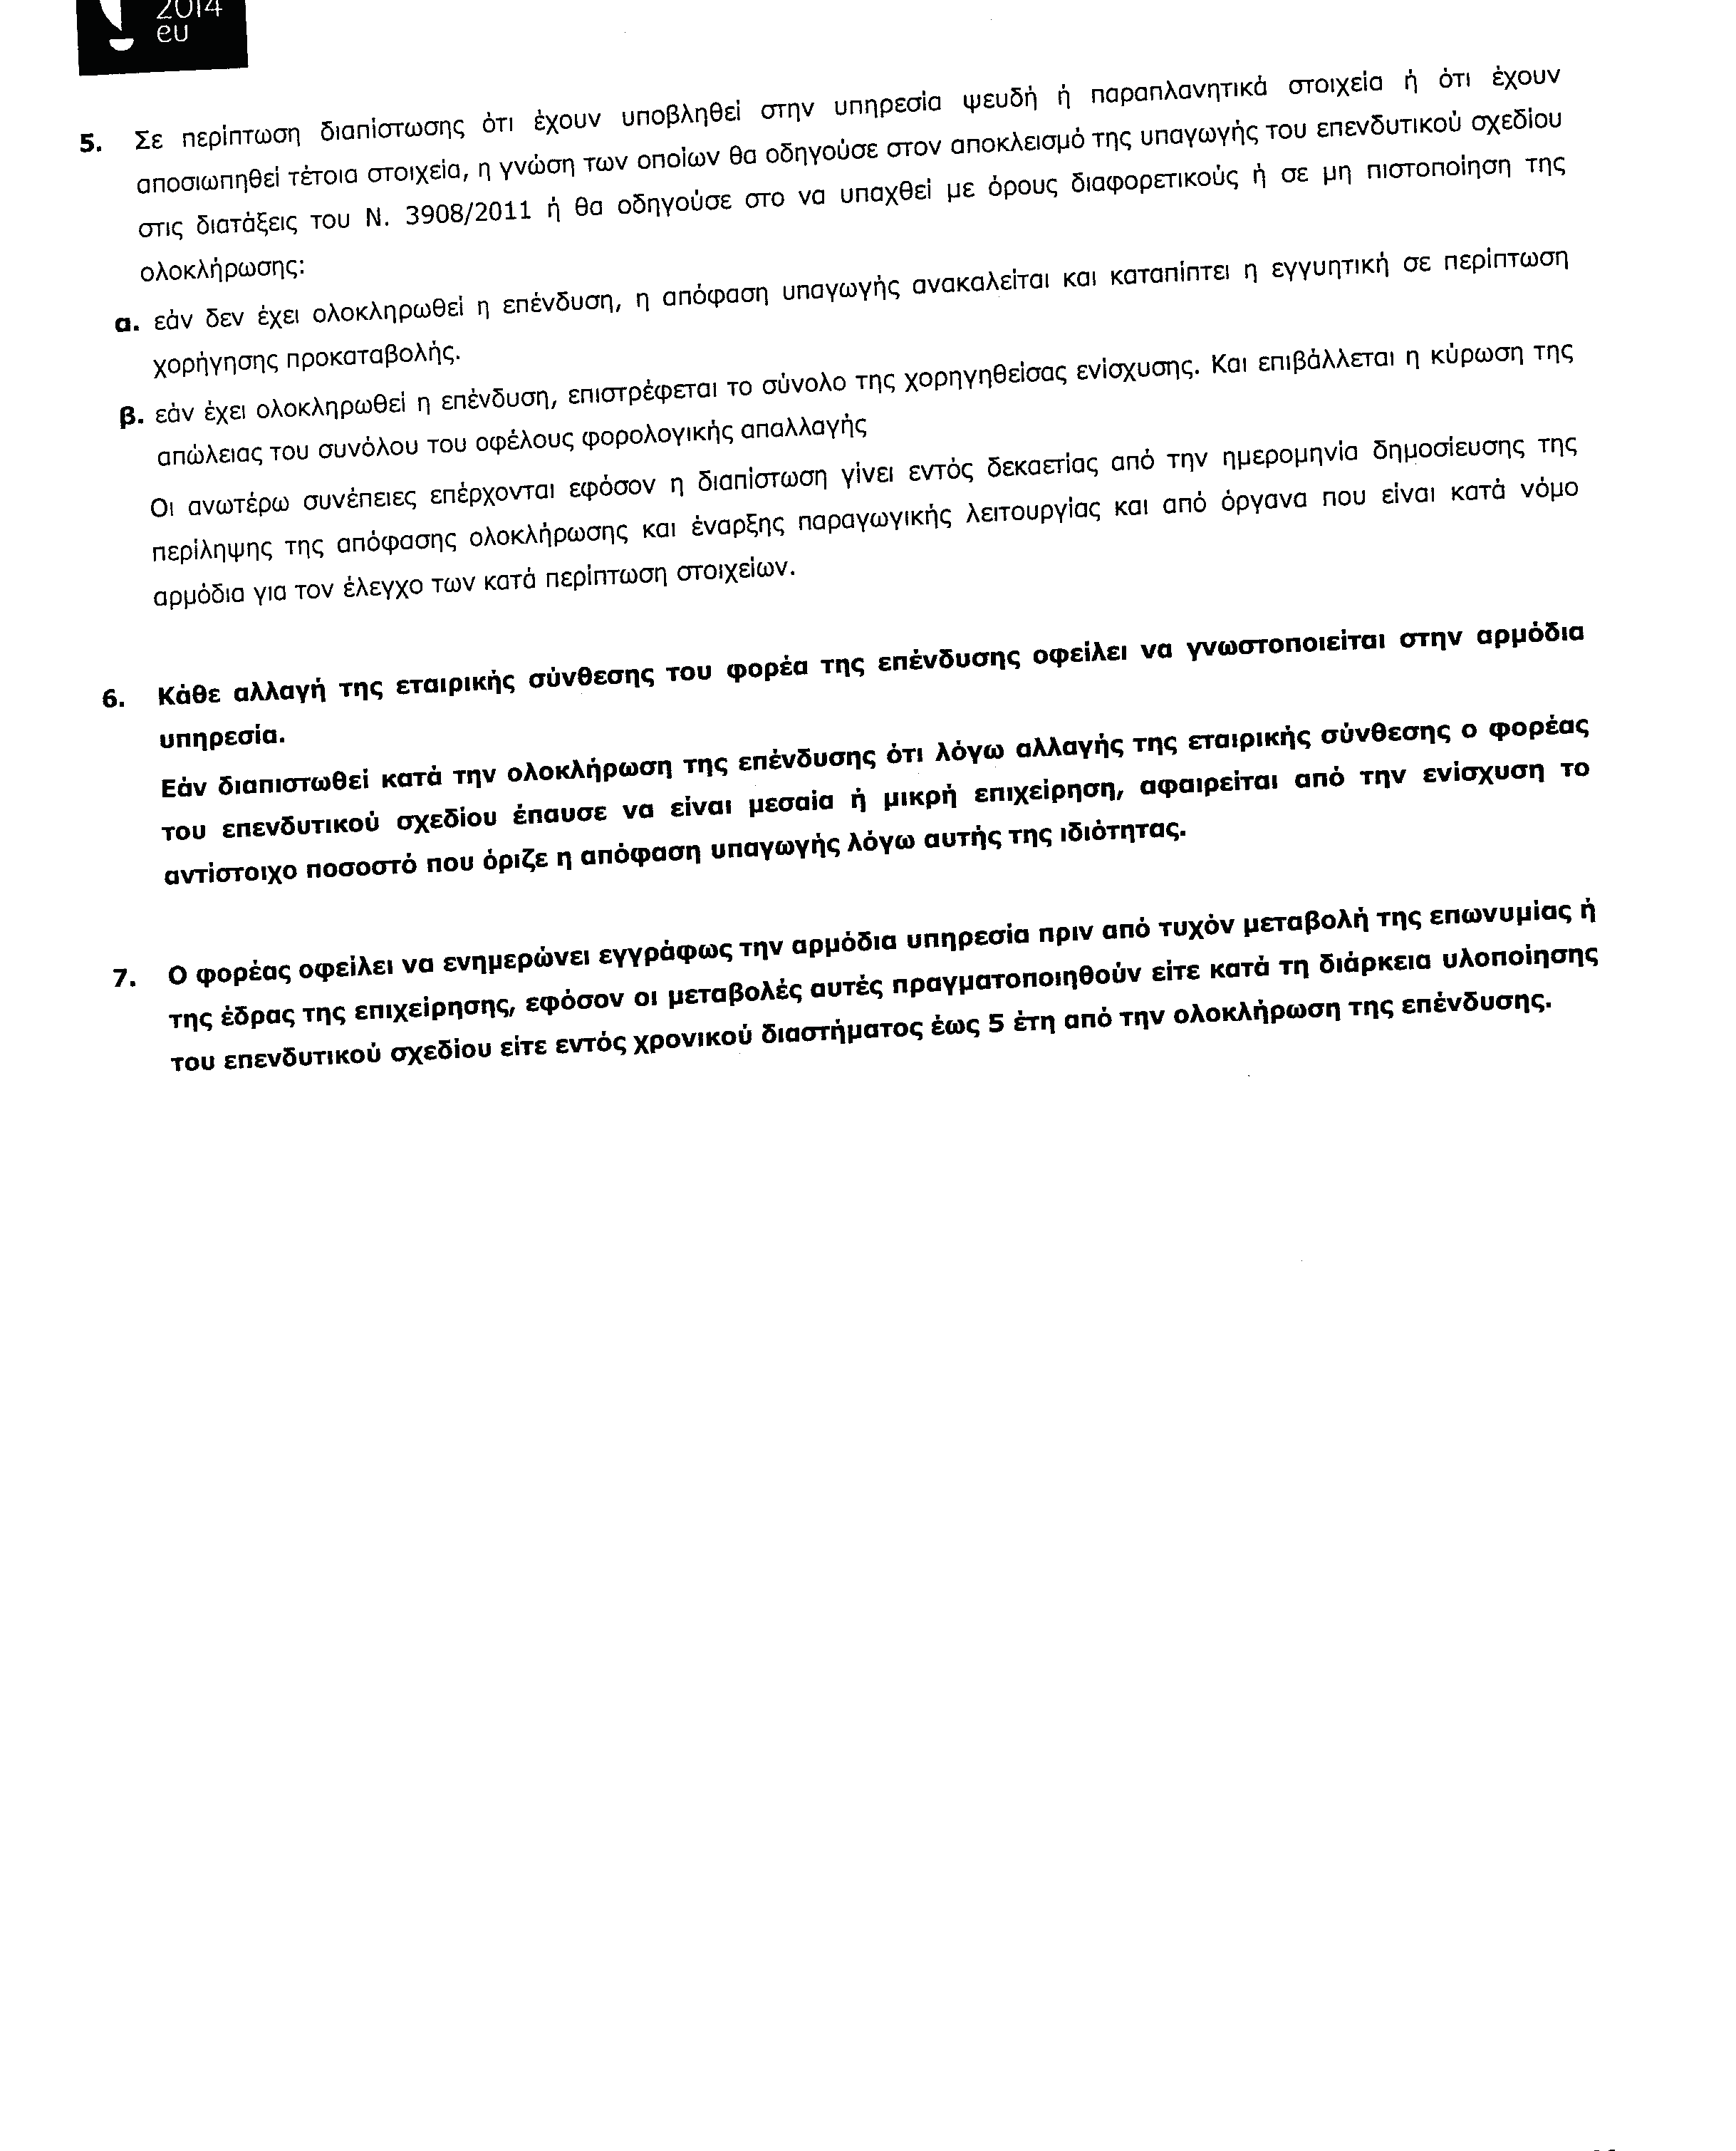 2014
eu
5. Σε περίπτωση διαπίστωσης ότι έχουν υποβληθεί στην υπηρεσία ψευδή ή παραπλανητικά στοιχεία ή ότι έχουν
αποσιωπηθεί τέτοια στοιχεία, η γνώση των οποίων θα οδηγούσε στον αποκλεισμό της υπαγωγής του επενδυτικού σχεδίου
στις διατάξεις του Ν. 3908/2011 ή θα οδηγούσε στο να υπαχθεί με όρους διαφορετικούς ή σε μη πιστοποίηση της
ολοκλήρωσης:
α. εάν δεν έχει ολοκληρωθεί η επένδυση, η απόφαση υπαγωγής ανακαλείται και καταπίπτει η εγγυητική σε περίπτωση
χορήγησης προκαταβολής.
β. εάν έχει ολοκληρωθεί η επένδυση, επιστρέφεται το σύνολο της χορηγηθείσας ενίσχυσης. Και επιβάλλεται η κύρωση της
απώλειας του συνόλου του οφέλους φορολογικής απαλλαγής
Οι ανωτέρω συνέπειες επέρχονται εφόσον η διαπίστωση γίνει εντός δεκαετίας από την ημερομηνία δημοσίευσης της
περίληψης της απόφασης ολοκλήρωσης και έναρξης παραγωγικής λειτουργίας και από όργανα που είναι κατά νόμο
αρμόδια για τον έλεγχο των κατά περίπτωση στοιχείων.
6. Κάθε αλλαγή της εταιρικής σύνθεσης του φορέα της επένδυσης οφείλει να γνωστοποιείται στην αρμόδια
υπηρεσία.
Εάν διαπιστωθεί κατά την ολοκλήρωση της επένδυσης ότι λόγω αλλαγής της εταιρικής σύνθεσης ο φορέας
του επενδυτικού σχεδίου έπαυσε να είναι μεσαία ή μικρή επιχείρηση, αφαιρείται από την ενίσχυση το
αντίστοιχο ποσοστό που όριζε η απόφαση υπαγωγής λόγω αυτής της ιδιότητας.
7. Ο φορέας οφείλει να ενημερώνει εγγράφως την αρμόδια υπηρεσία πριν από τυχόν μεταβολή της επωνυμίας ή
της έδρας της επιχείρησης, εφόσον οι μεταβολές αυτές πραγματοποιηθούν είτε κατά τη διάρκεια υλοποίησης
του επενδυτικού σχεδίου είτε εντός χρονικού διαστήματος έως 5 έτη από την ολοκλήρωση της επένδυσης.